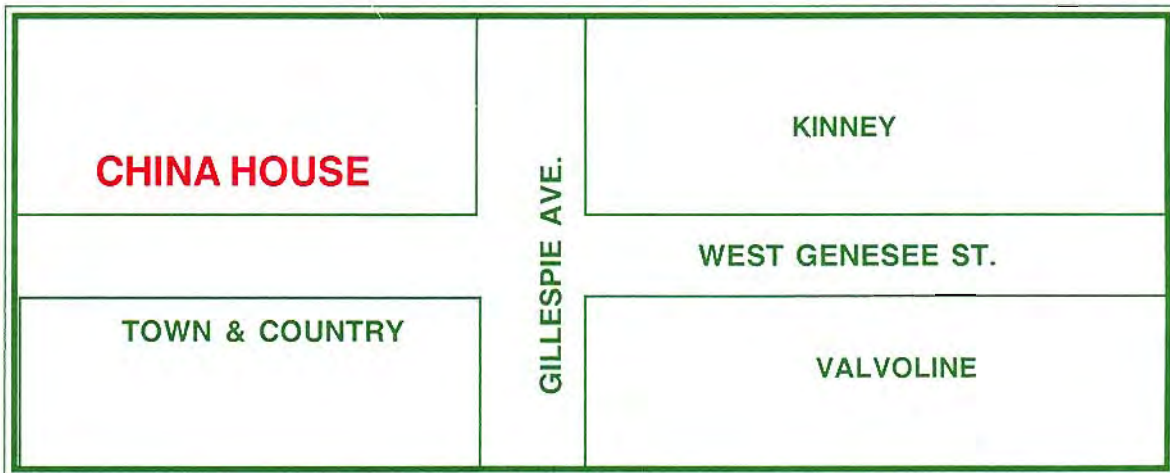 KINNEY
CHINA HOUSE
GILLESPIE AVE.
WEST GENESEE ST.
TOWN & COUNTRY
VALVOLINE